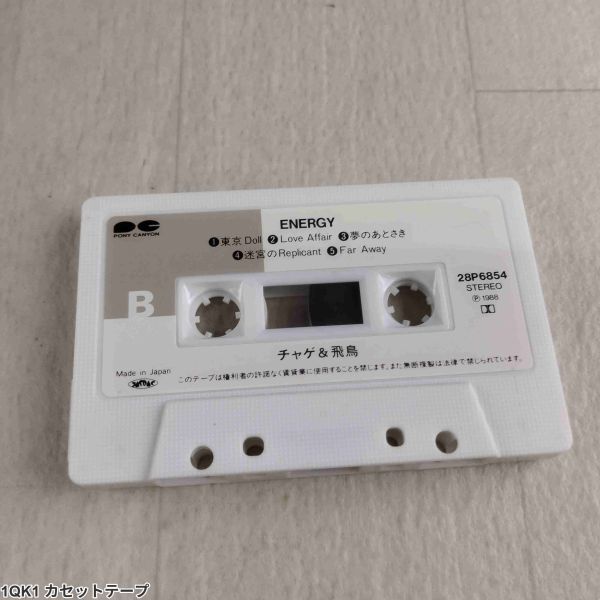 PONY CANYON
ENERGY
❶東京 Doll ❷Love Affair ❸夢のあとさき
❹迷宮のReplicant ❺Far Away
B
28P6854
STEREO
Ⓟ1988
チャゲ&飛鳥
Made in Japan
このテープは権利者の許諾なく賃貸業に使用することを禁じます。また無断複製は法律で禁じられています。
1QK1 カセットテープ